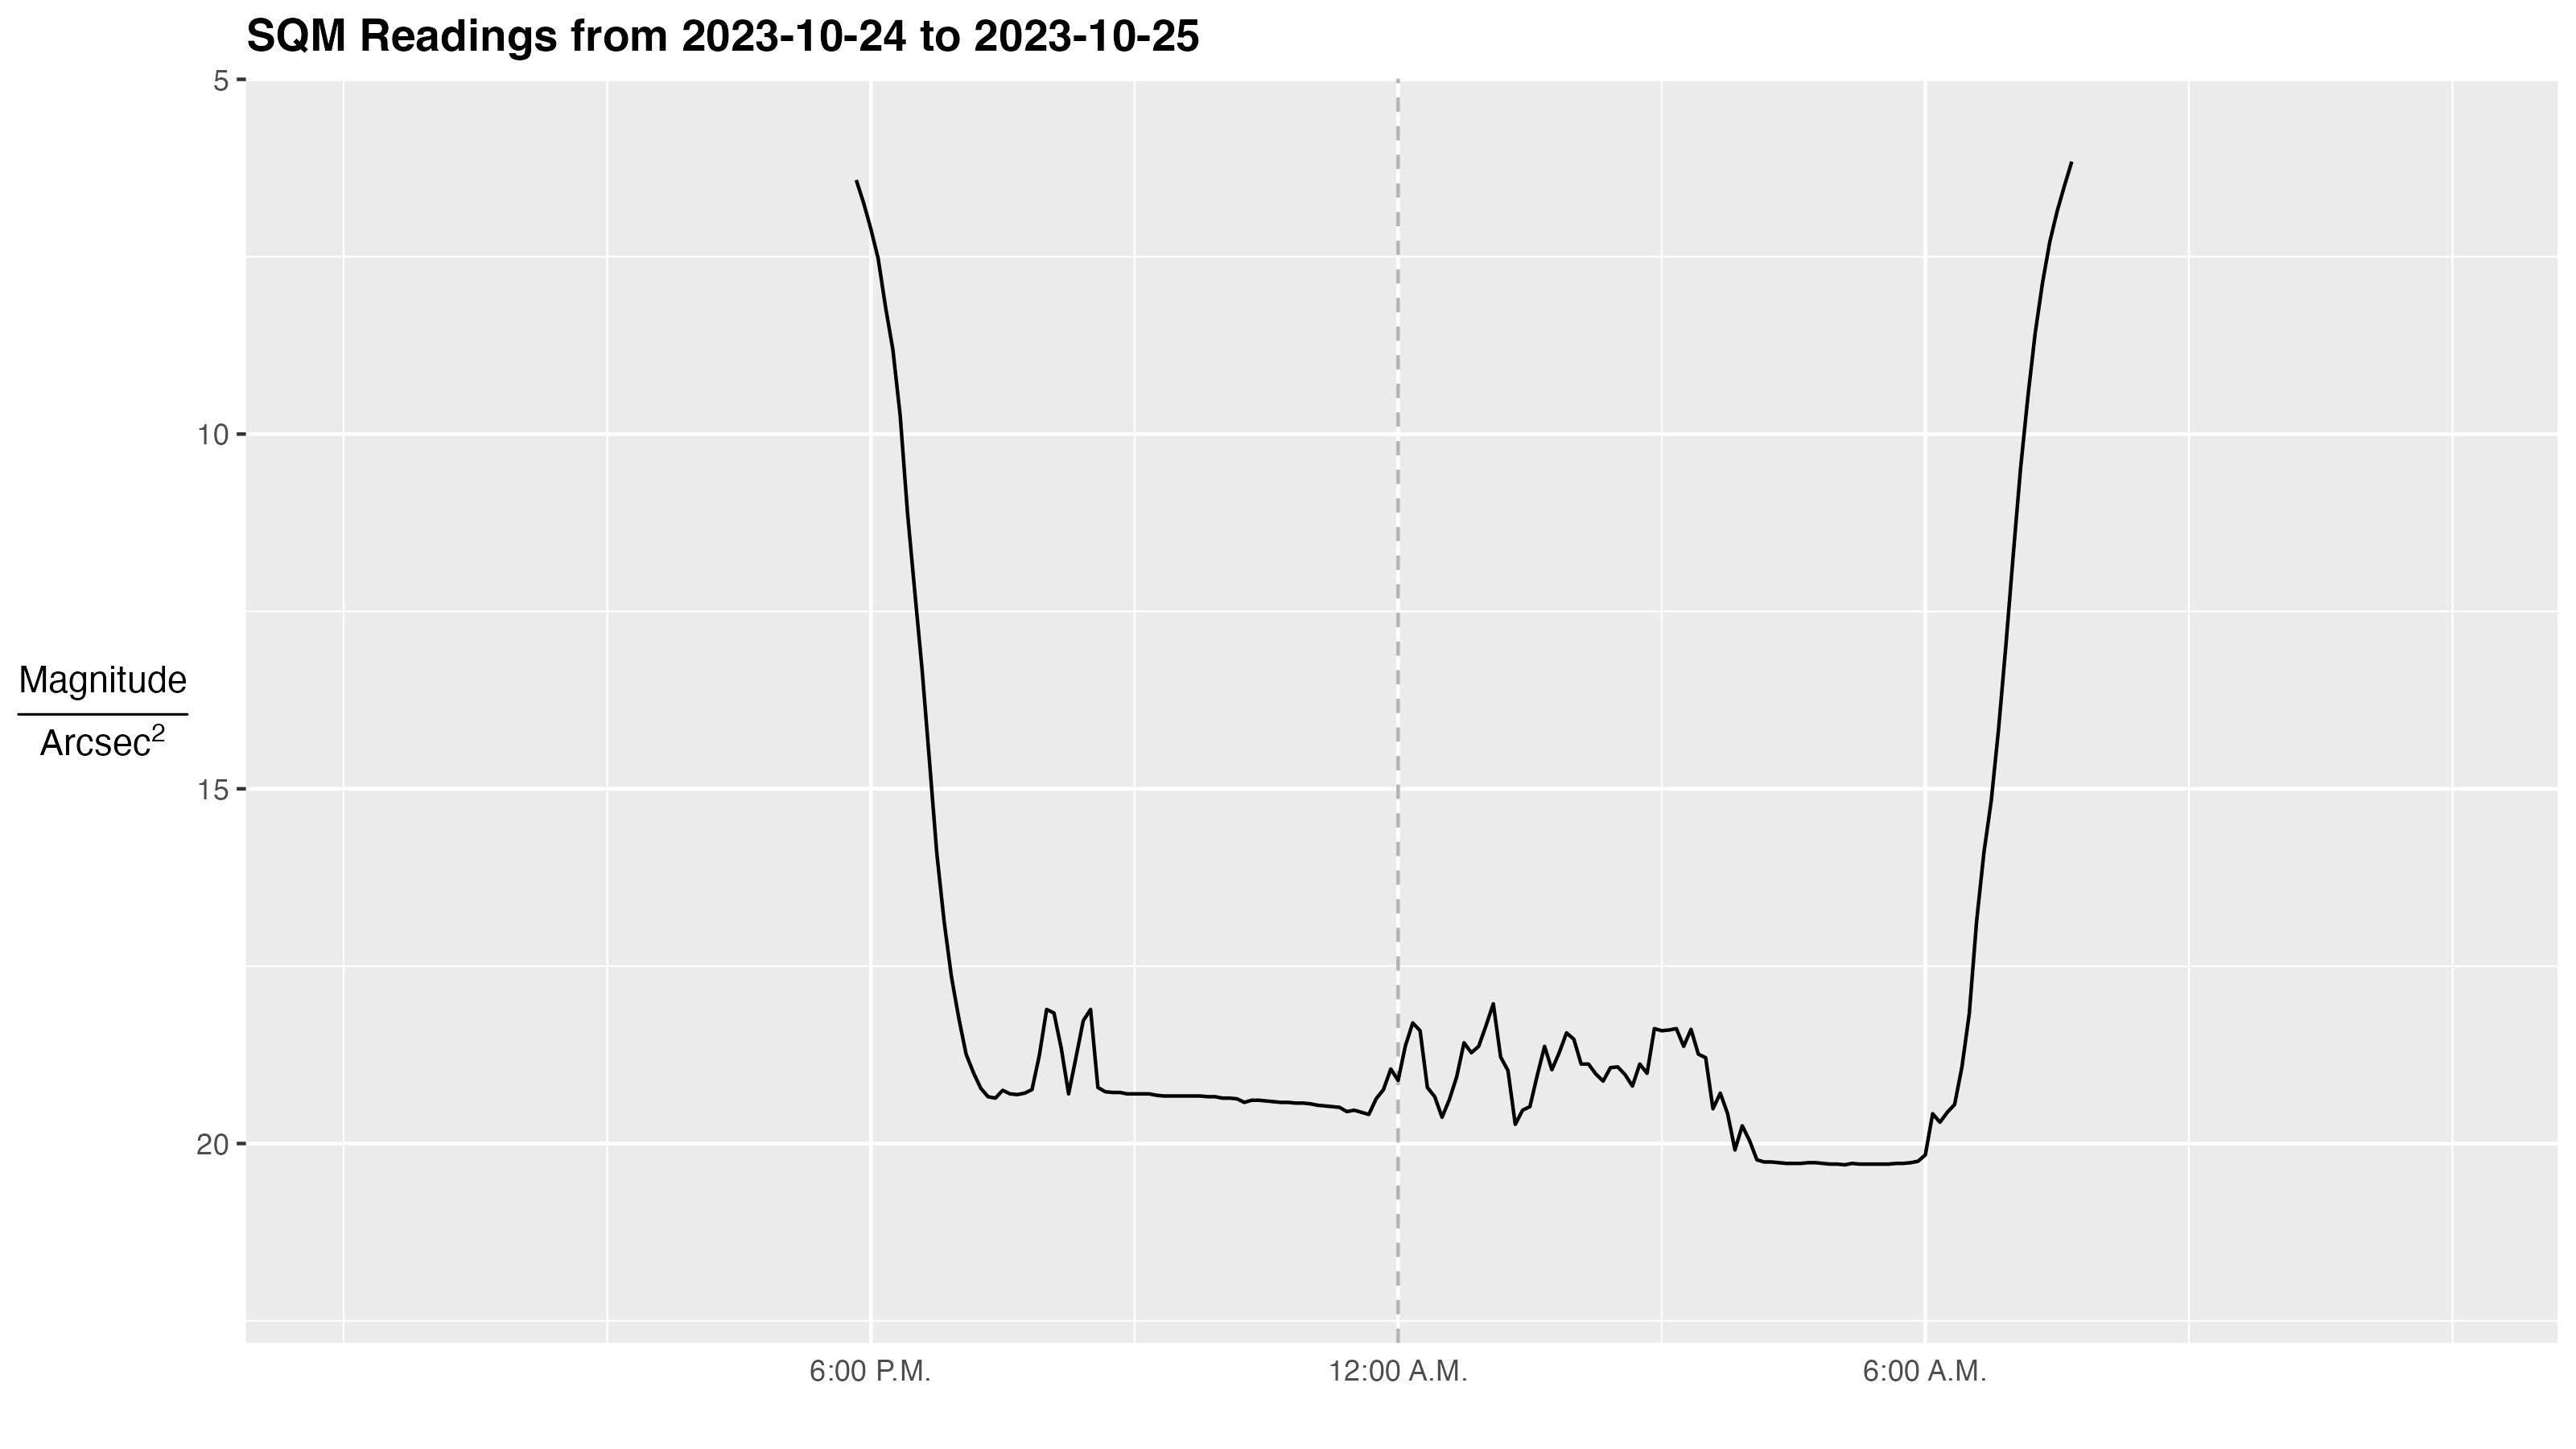 SQM Readings from 2023-10-24 to 2023-10-25
5
10
15
20
Magnitude
Arcsec²
6:00 P.M.
12:00 A.M.
6:00 A.M.